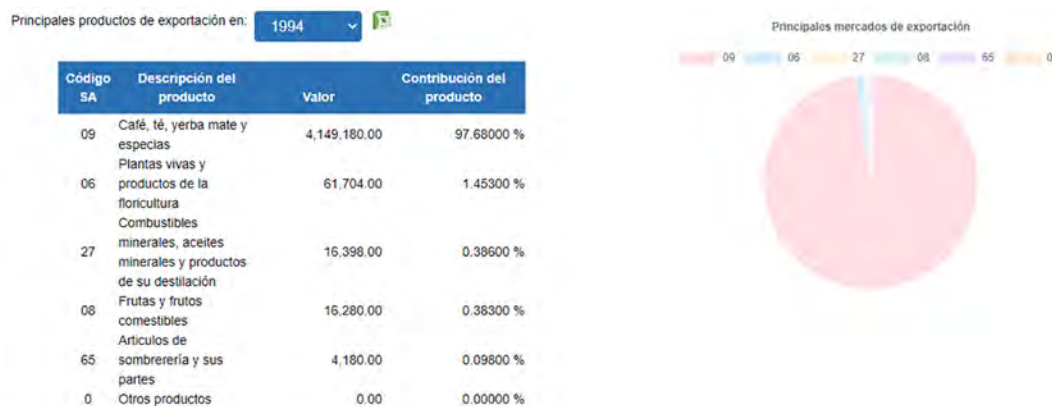 Principales productos de exportación en: 1994
Código SA
Descripción del producto
Valor
Contribución del producto
09 Café, té, yerba mate y especias 4,149,180.00 97.68000 %
06 Plantas vivas y productos de la floricultura 61,704.00 1.45300 %
27 Combustibles minerales, aceites minerales y productos de su destilación 16,398.00 0.38600 %
08 Frutas y frutos comestibles 16,280.00 0.38300 %
65 Articulos de sombrerería y sus partes 4,180.00 0.09800 %
0 Otros productos 0.00 0.00000 %
Principales mercados de exportación
09 06 27 08 65 0